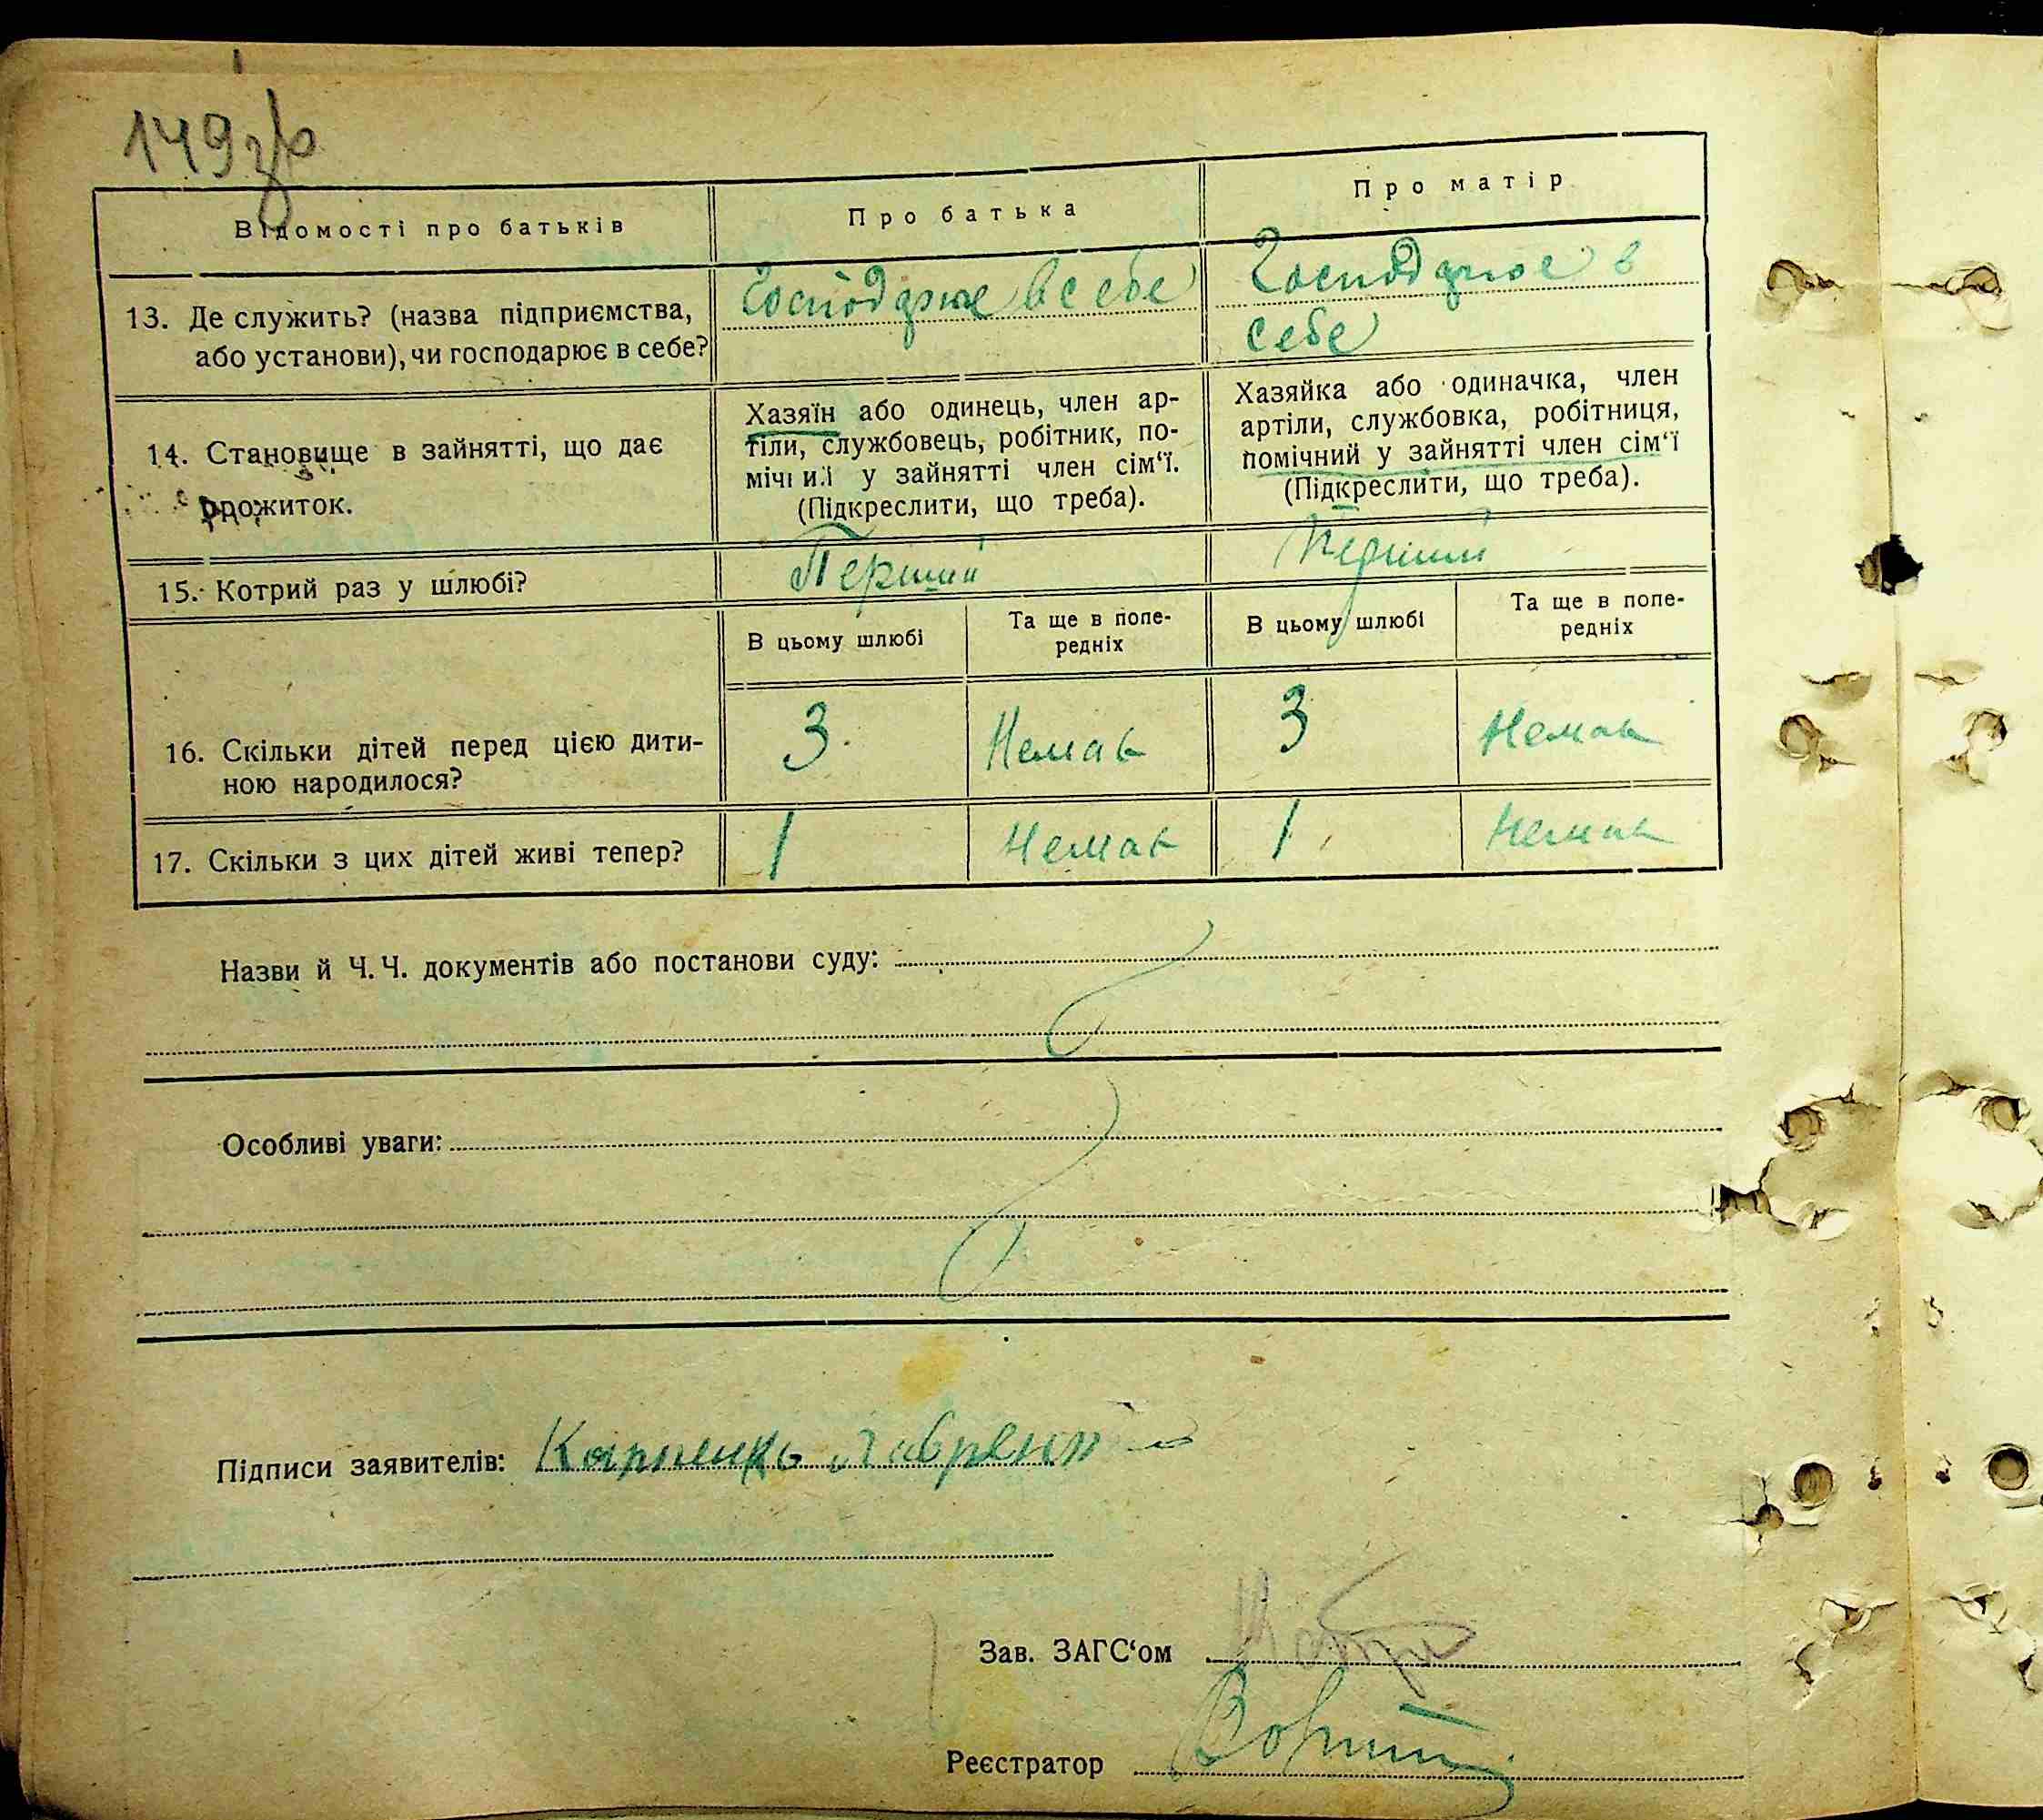 149зв
Відомості про батьків
Про батька
Про матір
13. Де служить? (назва підприємства,
або установи), чи господарює в себе?
Господарює в себе
Господарює в
себе
14. Становище в зайнятті, що дає
прожиток.
Хазяїн або одинець, член ар-
тіли, службовець, робітник, по-
мічний у зайнятті член сім‘ї.
(Підкреслити, що треба).
Хазяйка або одиначка, член
артіли, службовка, робітниця,
помічний у зайнятті член сім‘ї
(Підкреслити, що треба).
15. Котрий раз у шлюбі?
Перший
Перший
В цьому шлюбі
Та ще в попе-
редніх
В цьому шлюбі
Та ще в попе-
редніх
16. Скільки дітей перед цією дити-
ною народилося?
3
Немає
3
Немає
17. Скільки з цих дітей живі тепер?
1
Немає
1
Немає
Назви й Ч. Ч. документів або постанови суду:
Особливі уваги:
Підписи заявителів:
Зав. ЗАГС‘ом
Реєстратор